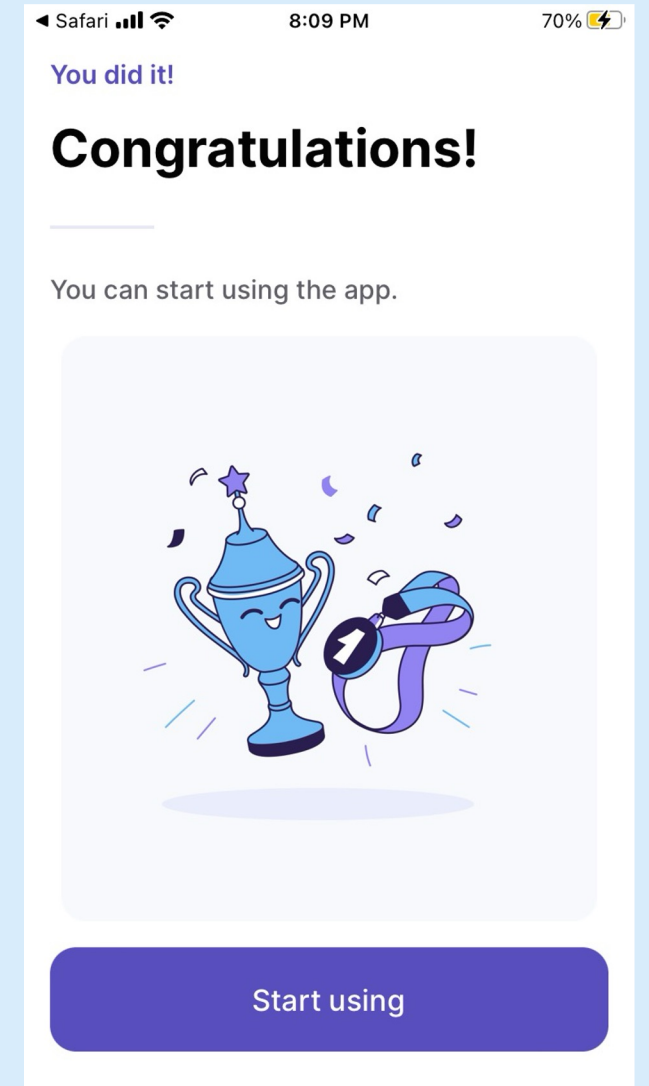 ◀ Safari 8:09 PM 70%
You did it!
Congratulations!
You can start using the app.
1
Start using